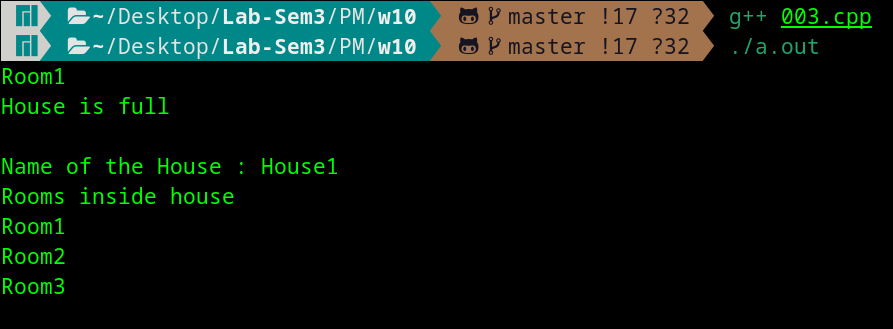 ~/Desktop/Lab-Sem3/PM/w10 master !17 ?32 g++ 003.cpp
~/Desktop/Lab-Sem3/PM/w10 master !17 ?32 ./a.out
Room1
House is full
Name of the House : House1
Rooms inside house
Room1
Room2
Room3